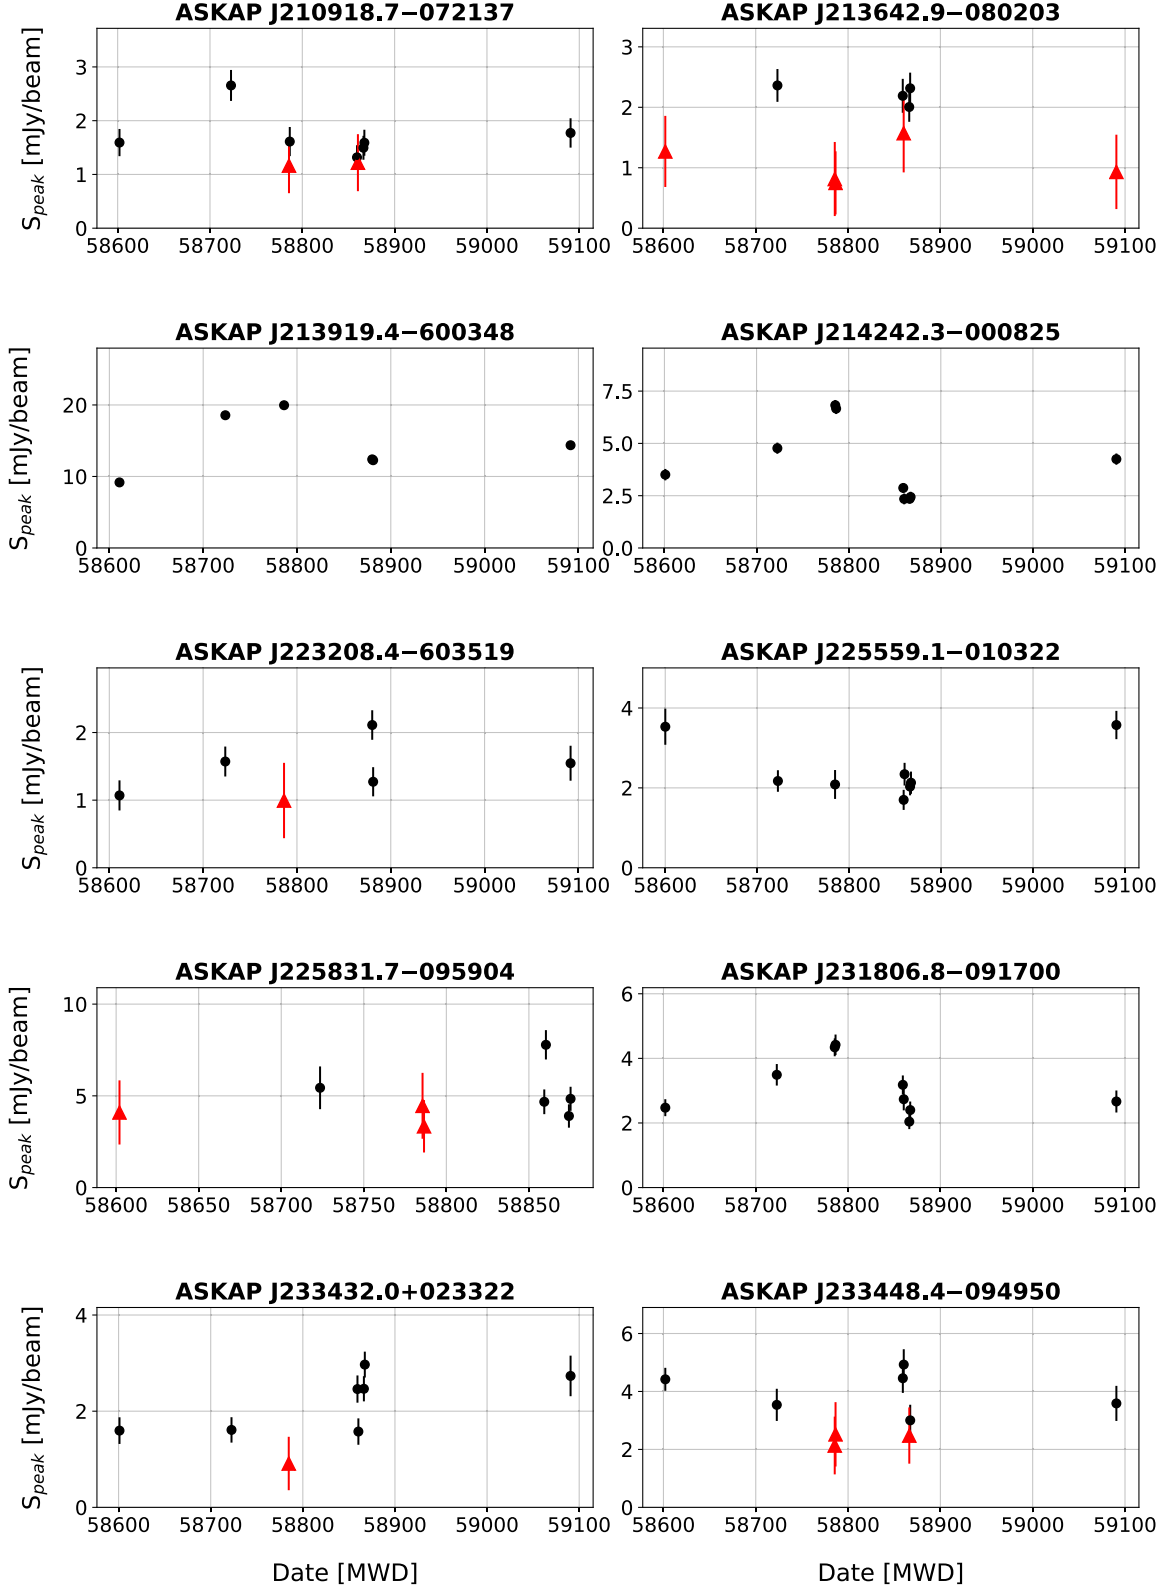 ASKAP J210918.7−072137
ASKAP J213642.9−080203
S_peak [mJy/beam]
3
2
1
0
58600 58700 58800 58900 59000 59100
3
2
1
0
58600 58700 58800 58900 59000 59100
ASKAP J213919.4−600348
ASKAP J214242.3−000825
S_peak [mJy/beam]
20
10
0
58600 58700 58800 58900 59000 59100
7.5
5.0
2.5
0.0
58600 58700 58800 58900 59000 59100
ASKAP J223208.4−603519
ASKAP J225559.1−010322
S_peak [mJy/beam]
2
1
0
58600 58700 58800 58900 59000 59100
4
2
0
58600 58700 58800 58900 59000 59100
ASKAP J225831.7−095904
ASKAP J231806.8−091700
S_peak [mJy/beam]
10
5
0
58600 58650 58700 58750 58800 58850
6
4
2
0
58600 58700 58800 58900 59000 59100
ASKAP J233432.0+023322
ASKAP J233448.4−094950
S_peak [mJy/beam]
4
2
0
58600 58700 58800 58900 59000 59100
6
4
2
0
58600 58700 58800 58900 59000 59100
Date [MWD]
Date [MWD]